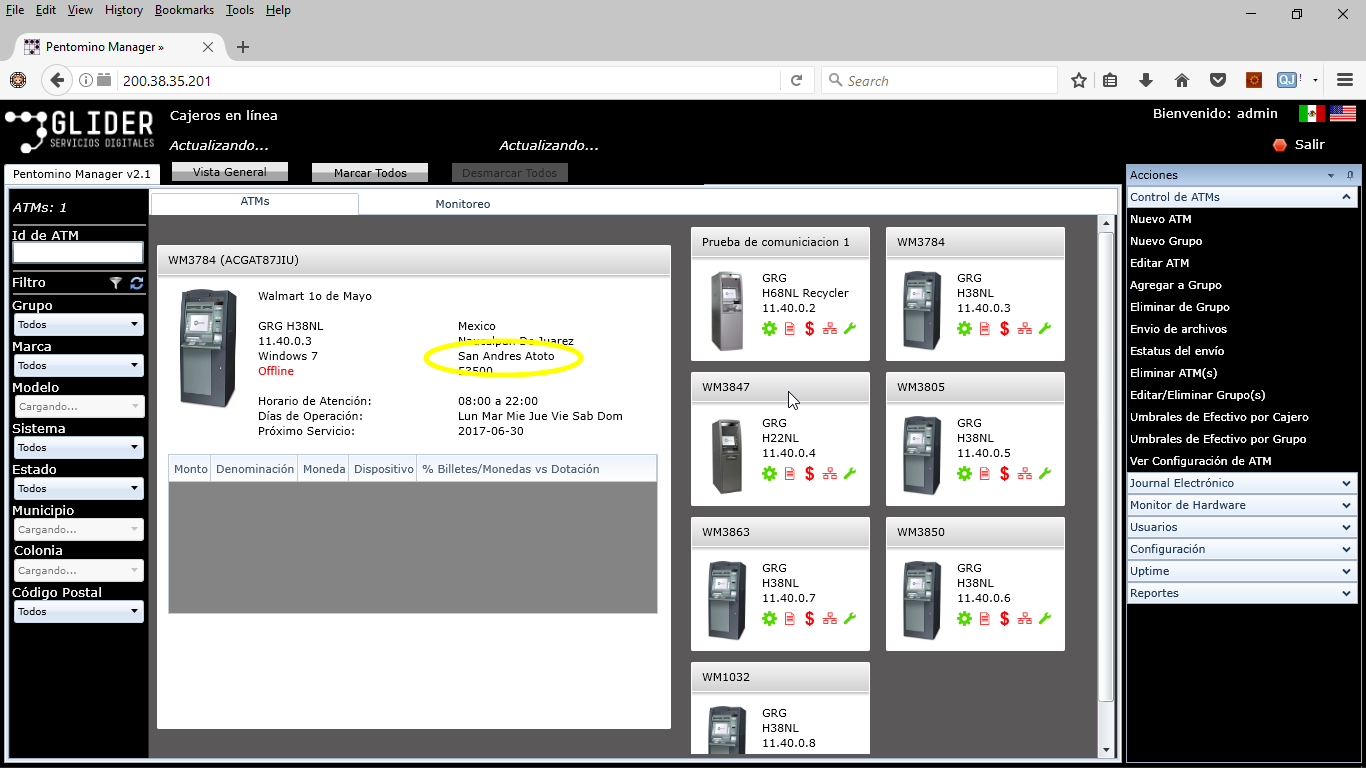 File Edit View History Bookmarks Tools Help
Pentomino Manager »
200.38.35.201
Search
QJ !
GLIDER
SERVICIOS DIGITALES
Cajeros en línea
Bienvenido: admin
Actualizando...
Actualizando...
Salir
Pentomino Manager v2.1
Vista General
Marcar Todos
Desmarcar Todos
ATMs: 1
Id de ATM
Filtro
Grupo
Todos
Marca
Todos
Modelo
Cargando...
Sistema
Todos
Estado
Todos
Municipio
Cargando...
Colonia
Cargando...
Código Postal
Todos
ATMs
Monitoreo
WM3784 (ACGAT87JIU)
Walmart 1o de Mayo
GRG H38NL
Mexico
11.40.0.3
Naucalpan De Juarez
Windows 7
San Andres Atoto
Offline
53500
Horario de Atención:
08:00 a 22:00
Días de Operación:
Lun Mar Mie Jue Vie Sab Dom
Próximo Servicio:
2017-06-30
Monto
Denominación
Moneda
Dispositivo
% Billetes/Monedas vs Dotación
Prueba de comuniciacion 1
GRG
H68NL Recycler
11.40.0.2
WM3784
GRG
H38NL
11.40.0.3
WM3847
GRG
H22NL
11.40.0.4
WM3805
GRG
H38NL
11.40.0.5
WM3863
GRG
H38NL
11.40.0.7
WM3850
GRG
H38NL
11.40.0.6
WM1032
GRG
H38NL
11.40.0.8
Acciones
Control de ATMs
Nuevo ATM
Nuevo Grupo
Editar ATM
Agregar a Grupo
Eliminar de Grupo
Envio de archivos
Estatus del envío
Eliminar ATM(s)
Editar/Eliminar Grupo(s)
Umbrales de Efectivo por Cajero
Umbrales de Efectivo por Grupo
Ver Configuración de ATM
Journal Electrónico
Monitor de Hardware
Usuarios
Configuración
Uptime
Reportes